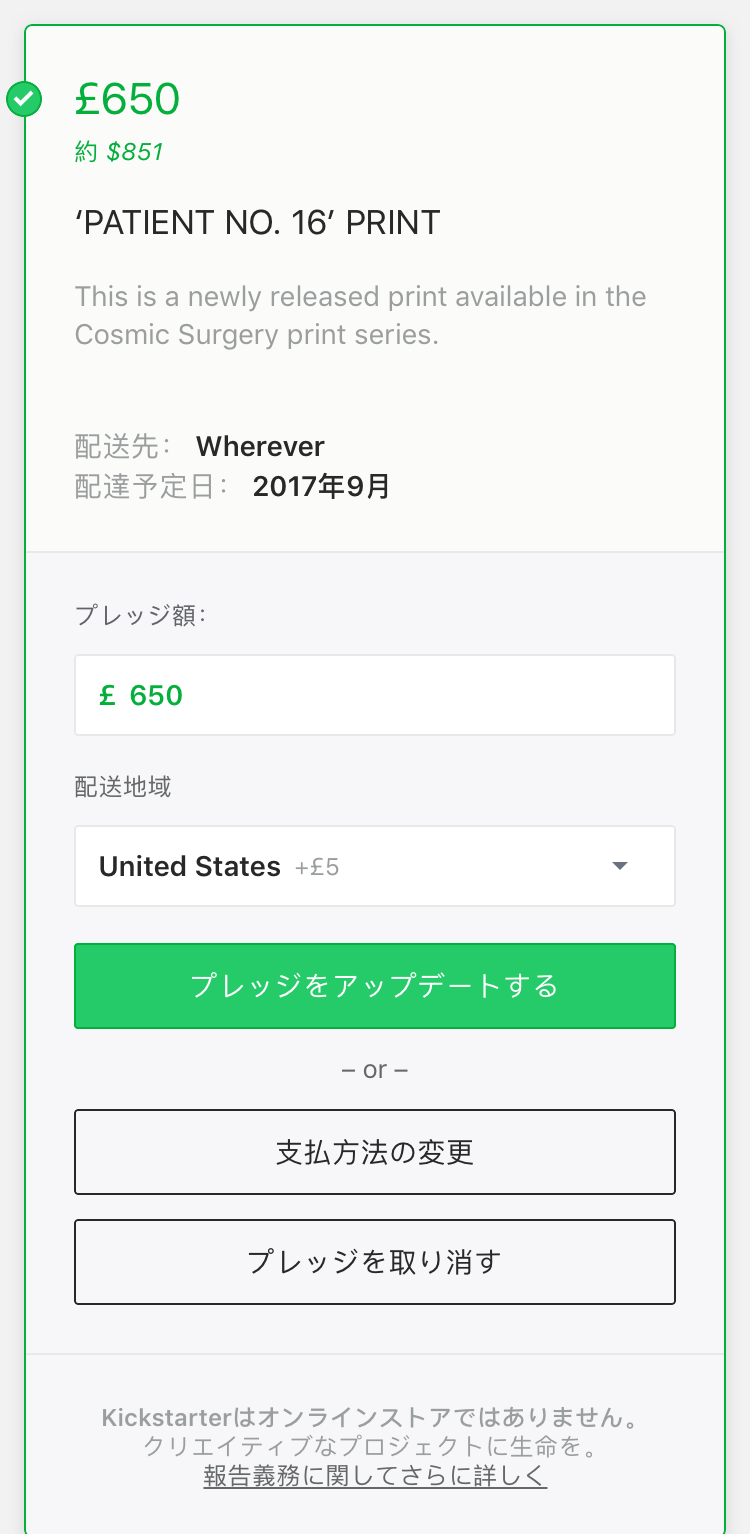 £650
約 $851
‘PATIENT NO. 16’ PRINT
This is a newly released print available in the
Cosmic Surgery print series.
配送先： Wherever
配達予定日： 2017年9月
プレッジ額：
£ 650
配送地域
United States +£5
プレッジをアップデートする
– or –
支払方法の変更
プレッジを取り消す
Kickstarterはオンラインストアではありません。
クリエイティブなプロジェクトに生命を。
報告義務に関してさらに詳しく